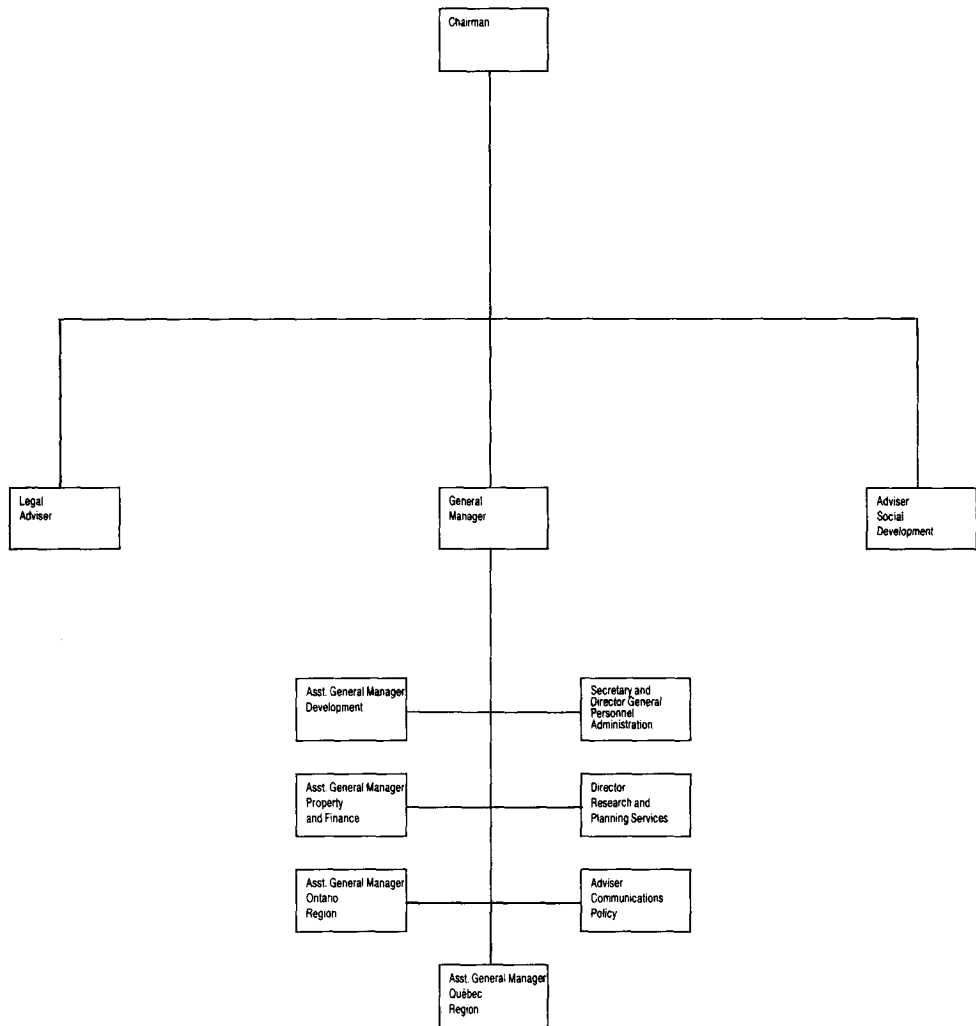 Chairman
Legal
Adviser
General
Manager
Adviser
Social
Development
Asst. General Manager
Development
Secretary and
Director General
Personnel
Administration
Asst. General Manager
Property
and Finance
Director
Research and
Planning Services
Asst. General Manager
Ontario
Region
Adviser
Communications
Policy
Asst. General Manager
Québec
Region